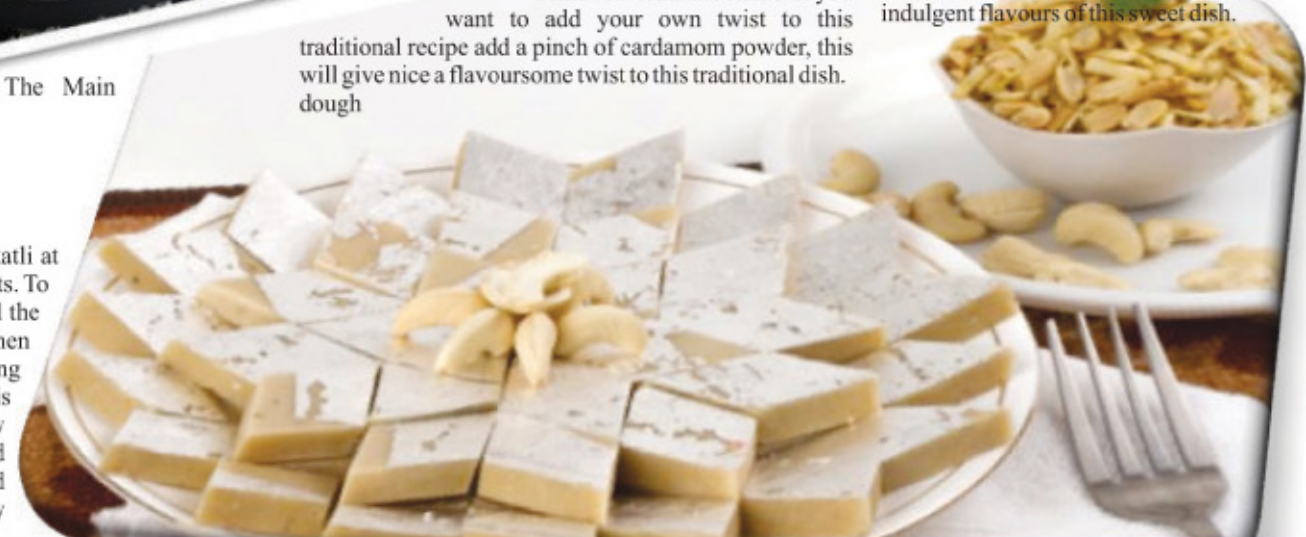 The Main
atli at
ts. To
the
ng
want to add your own twist to this
traditional recipe add a pinch of cardamom powder, this
will give nice a flavoursome twist to this traditional dish.
dough
indulgent flavours of this sweet dish.